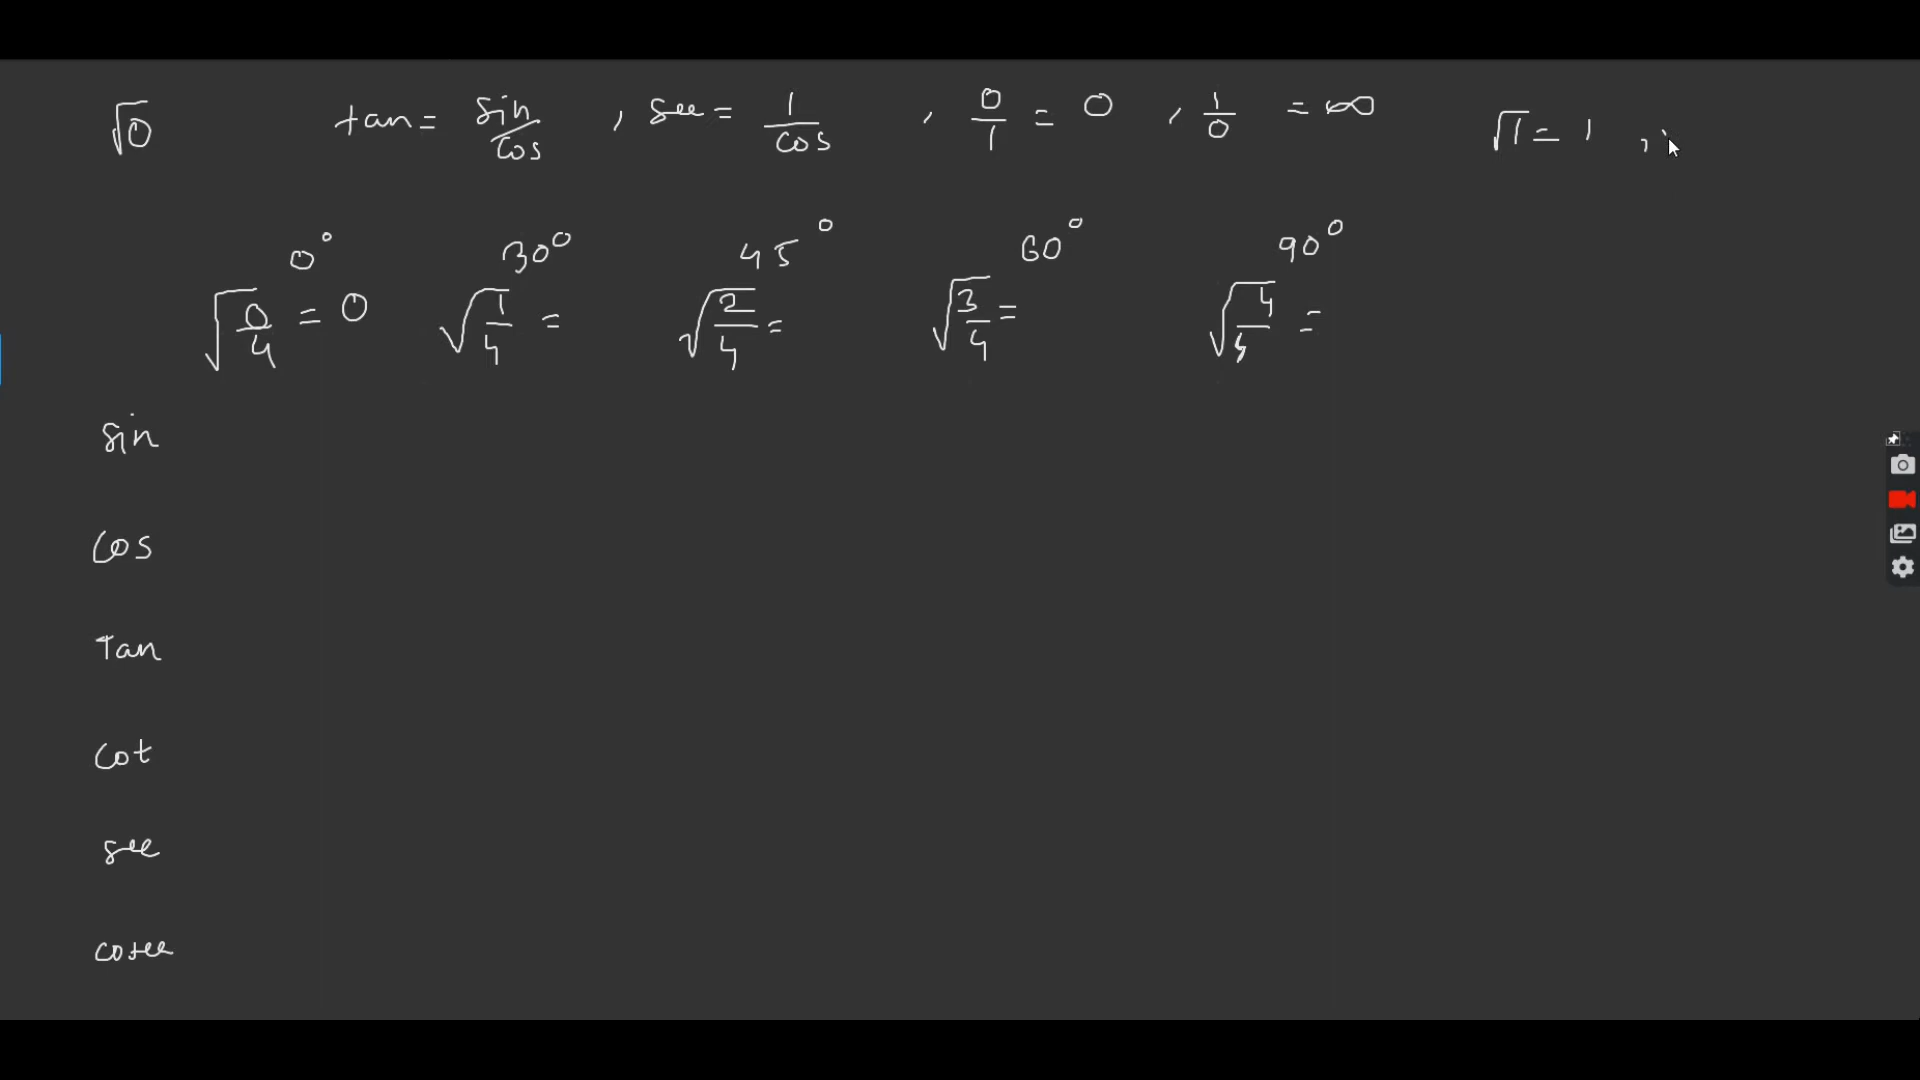 √0 tan = sin/cos , sec = 1/cos , 0/1 = 0 , 1/0 = ∞ √1 = 1 ,
0° 30° 45° 60° 90°
√0/4 = 0 √1/4 = √2/4 = √3/4 = √4/4 =
sin
Cos
Tan
Cot
sec
cosec